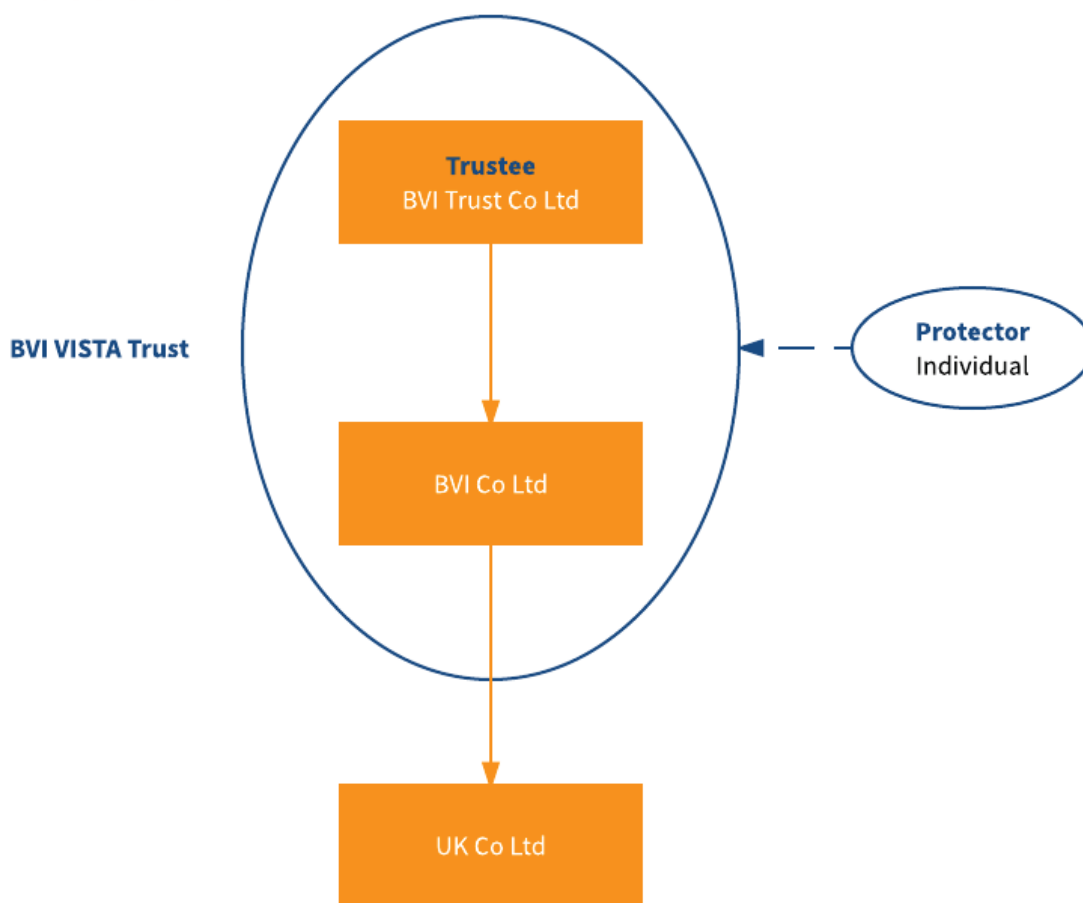 Trustee
BVI Trust Co Ltd
BVI VISTA Trust
Protector
Individual
BVI Co Ltd
UK Co Ltd